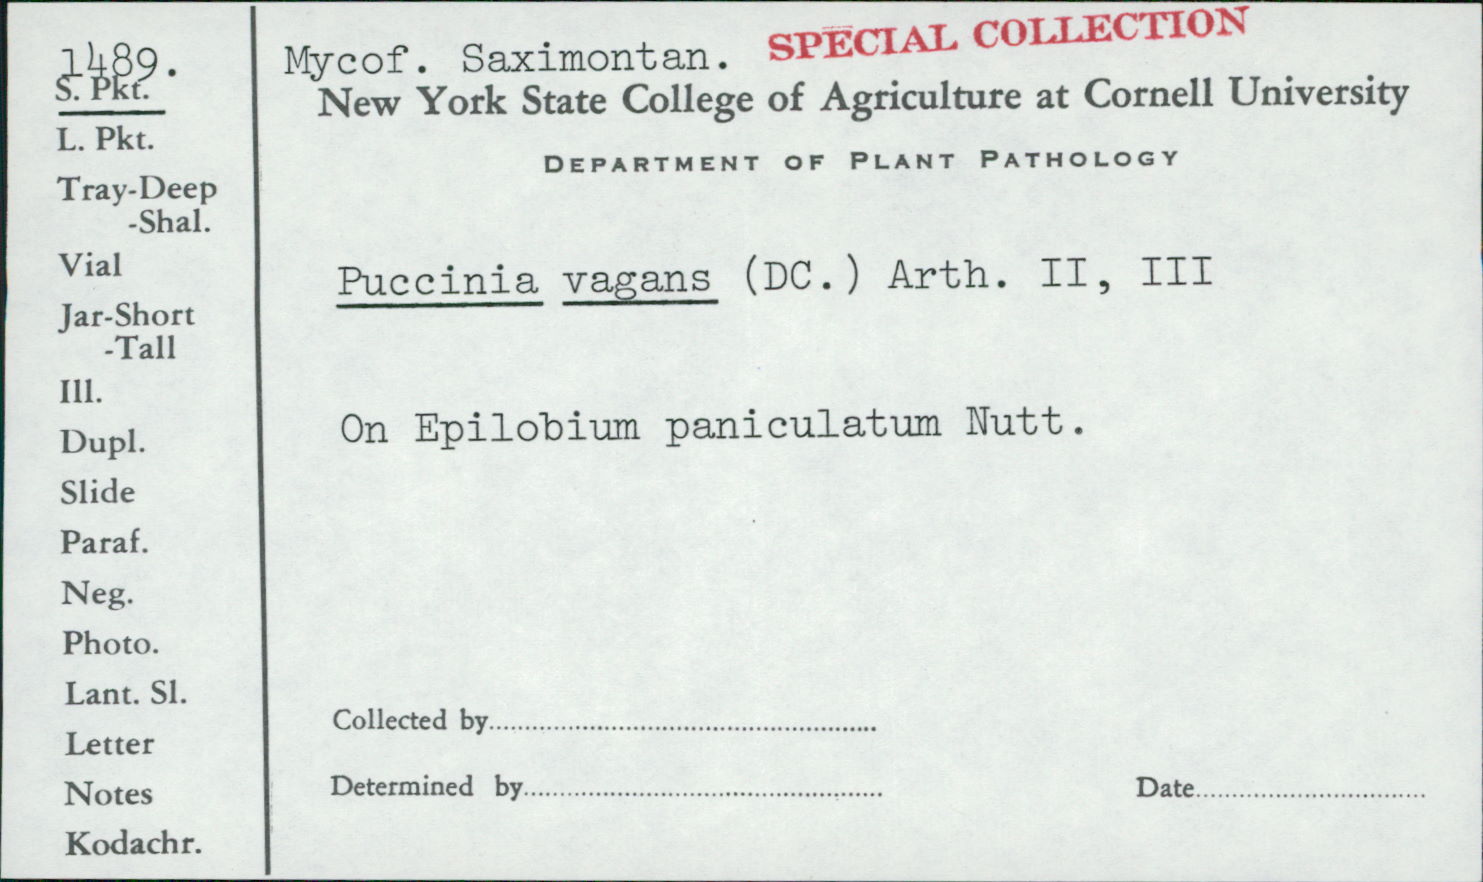 1489.
S. Pkt.
L. Pkt.
Tray-Deep
-Shal.
Vial
Jar-Short
-Tall
Ill.
Dupl.
Slide
Paraf.
Neg.
Photo.
Lant. Sl.
Letter
Notes
Kodachr.
Mycof. Saximontan.
SPECIAL COLLECTION
New York State College of Agriculture at Cornell University
DEPARTMENT OF PLANT PATHOLOGY
Puccinia vagans (DC.) Arth. II, III
On Epilobium paniculatum Nutt.
Collected by
Determined by
Date